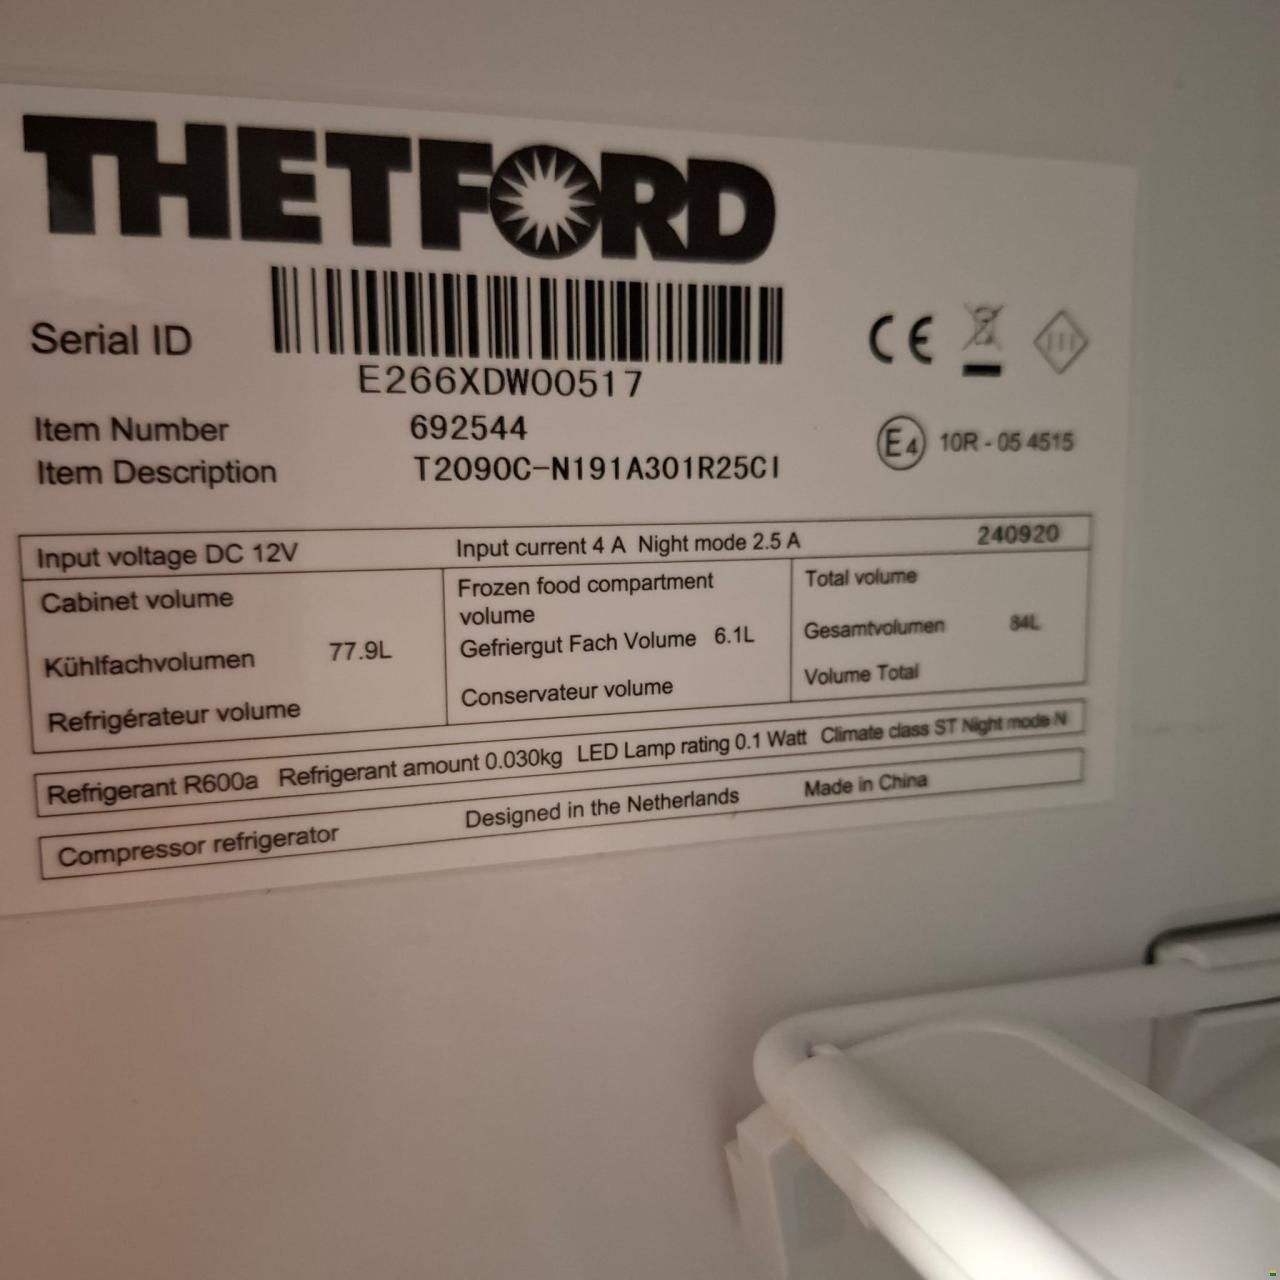 THETFORD
Serial ID
E266XDW00517
Item Number 692544
Item Description T2090C-N191A301R25CI
CE
E4 10R - 05 4515
Input voltage DC 12V Input current 4 A Night mode 2.5 A 240920
Cabinet volume
Kühlfachvolumen 77.9L
Refrigérateur volume
Frozen food compartment
volume
Gefriergut Fach Volume 6.1L
Conservateur volume
Total volume
Gesamtvolumen 84L
Volume Total
Refrigerant R600a Refrigerant amount 0.030kg LED Lamp rating 0.1 Watt Climate class ST Night mode N
Compressor refrigerator Designed in the Netherlands Made in China